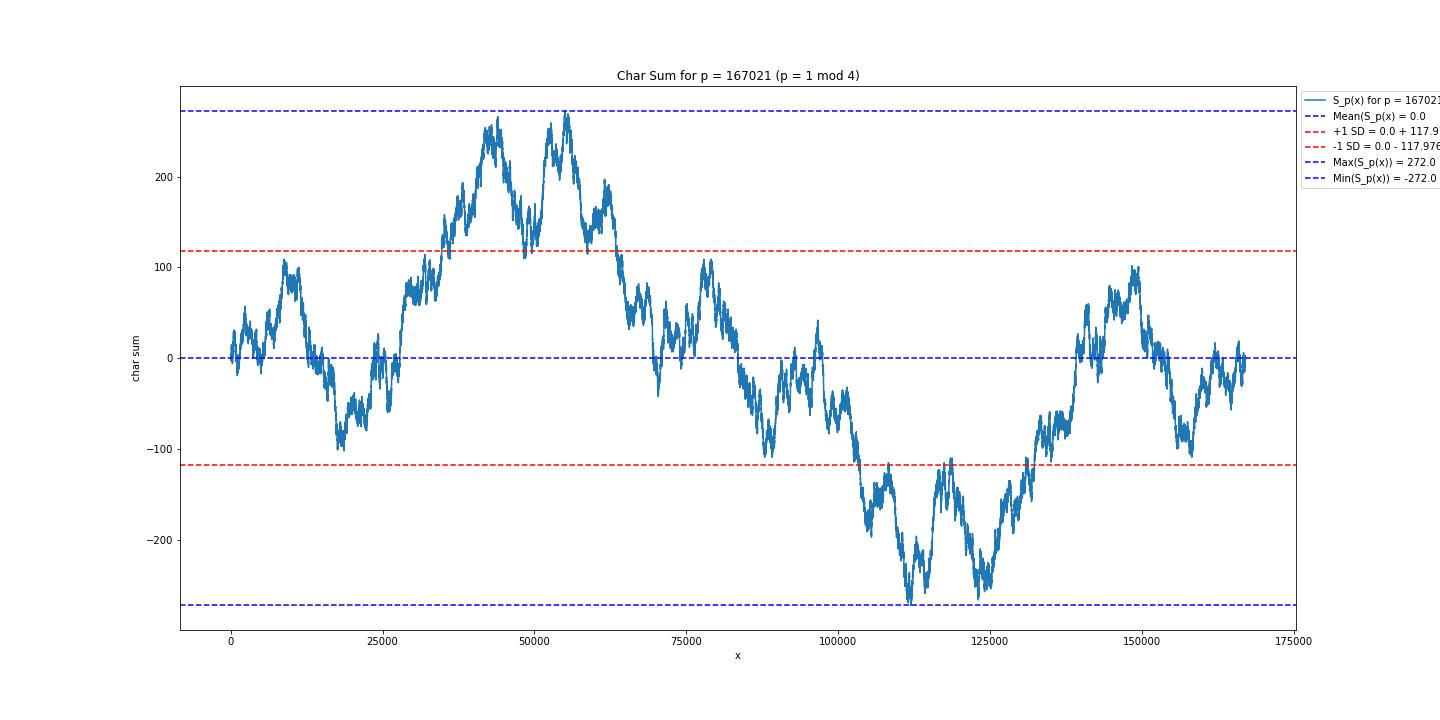 Char Sum for p = 167021 (p = 1 mod 4)
S_p(x) for p = 167021
Mean(S_p(x) = 0.0
+1 SD = 0.0 + 117.9
-1 SD = 0.0 - 117.976
Max(S_p(x)) = 272.0
Min(S_p(x)) = -272.0
200
100
0
−100
−200
char sum
0 25000 50000 75000 100000 125000 150000 175000
x